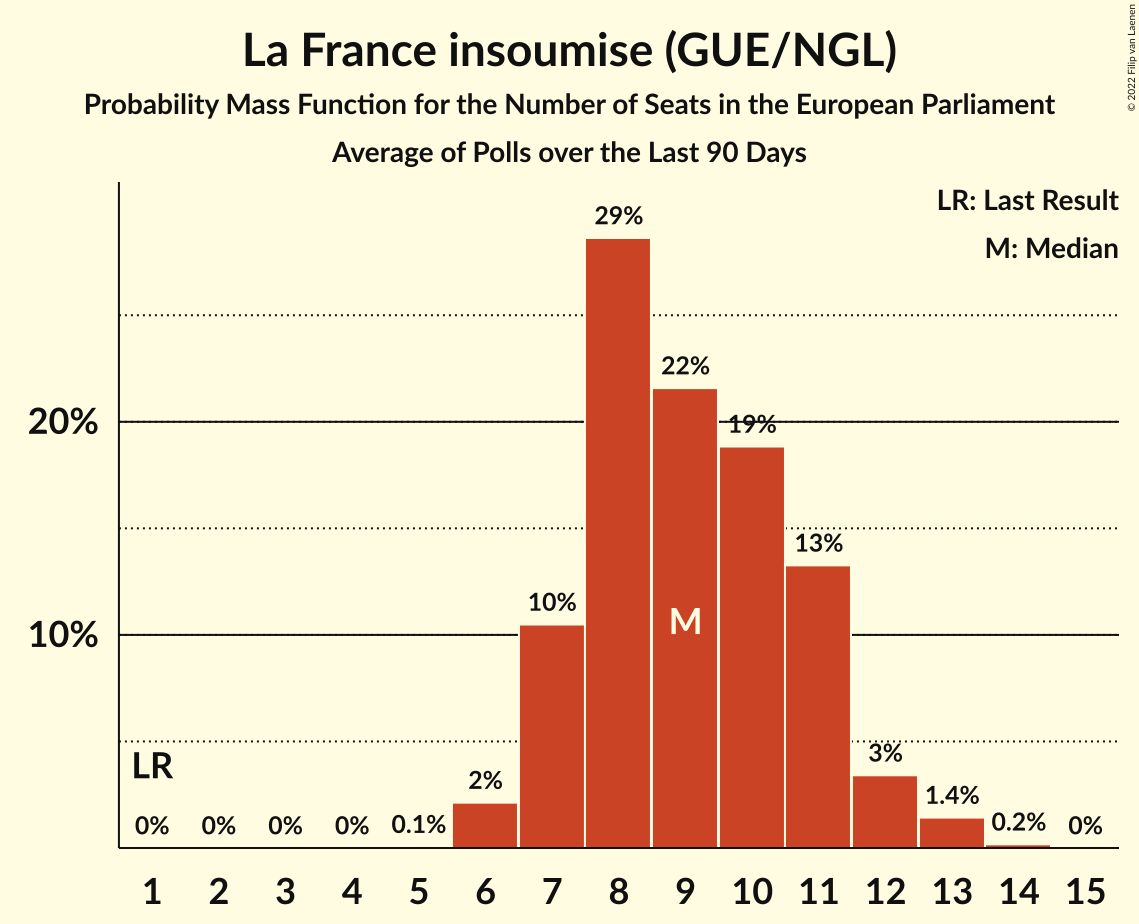 La France insoumise (GUE/NGL)
Probability Mass Function for the Number of Seats in the European Parliament
Average of Polls over the Last 90 Days
© 2022 Filip van Laenen
LR: Last Result
M: Median
29%
22%
20%
19%
13%
10%
M
10%
LR
3%
2%
1.4%
0% 0% 0% 0% 0.1% 0.2% 0%
1 2 3 4 5 6 7 8 9 10 11 12 13 14 15